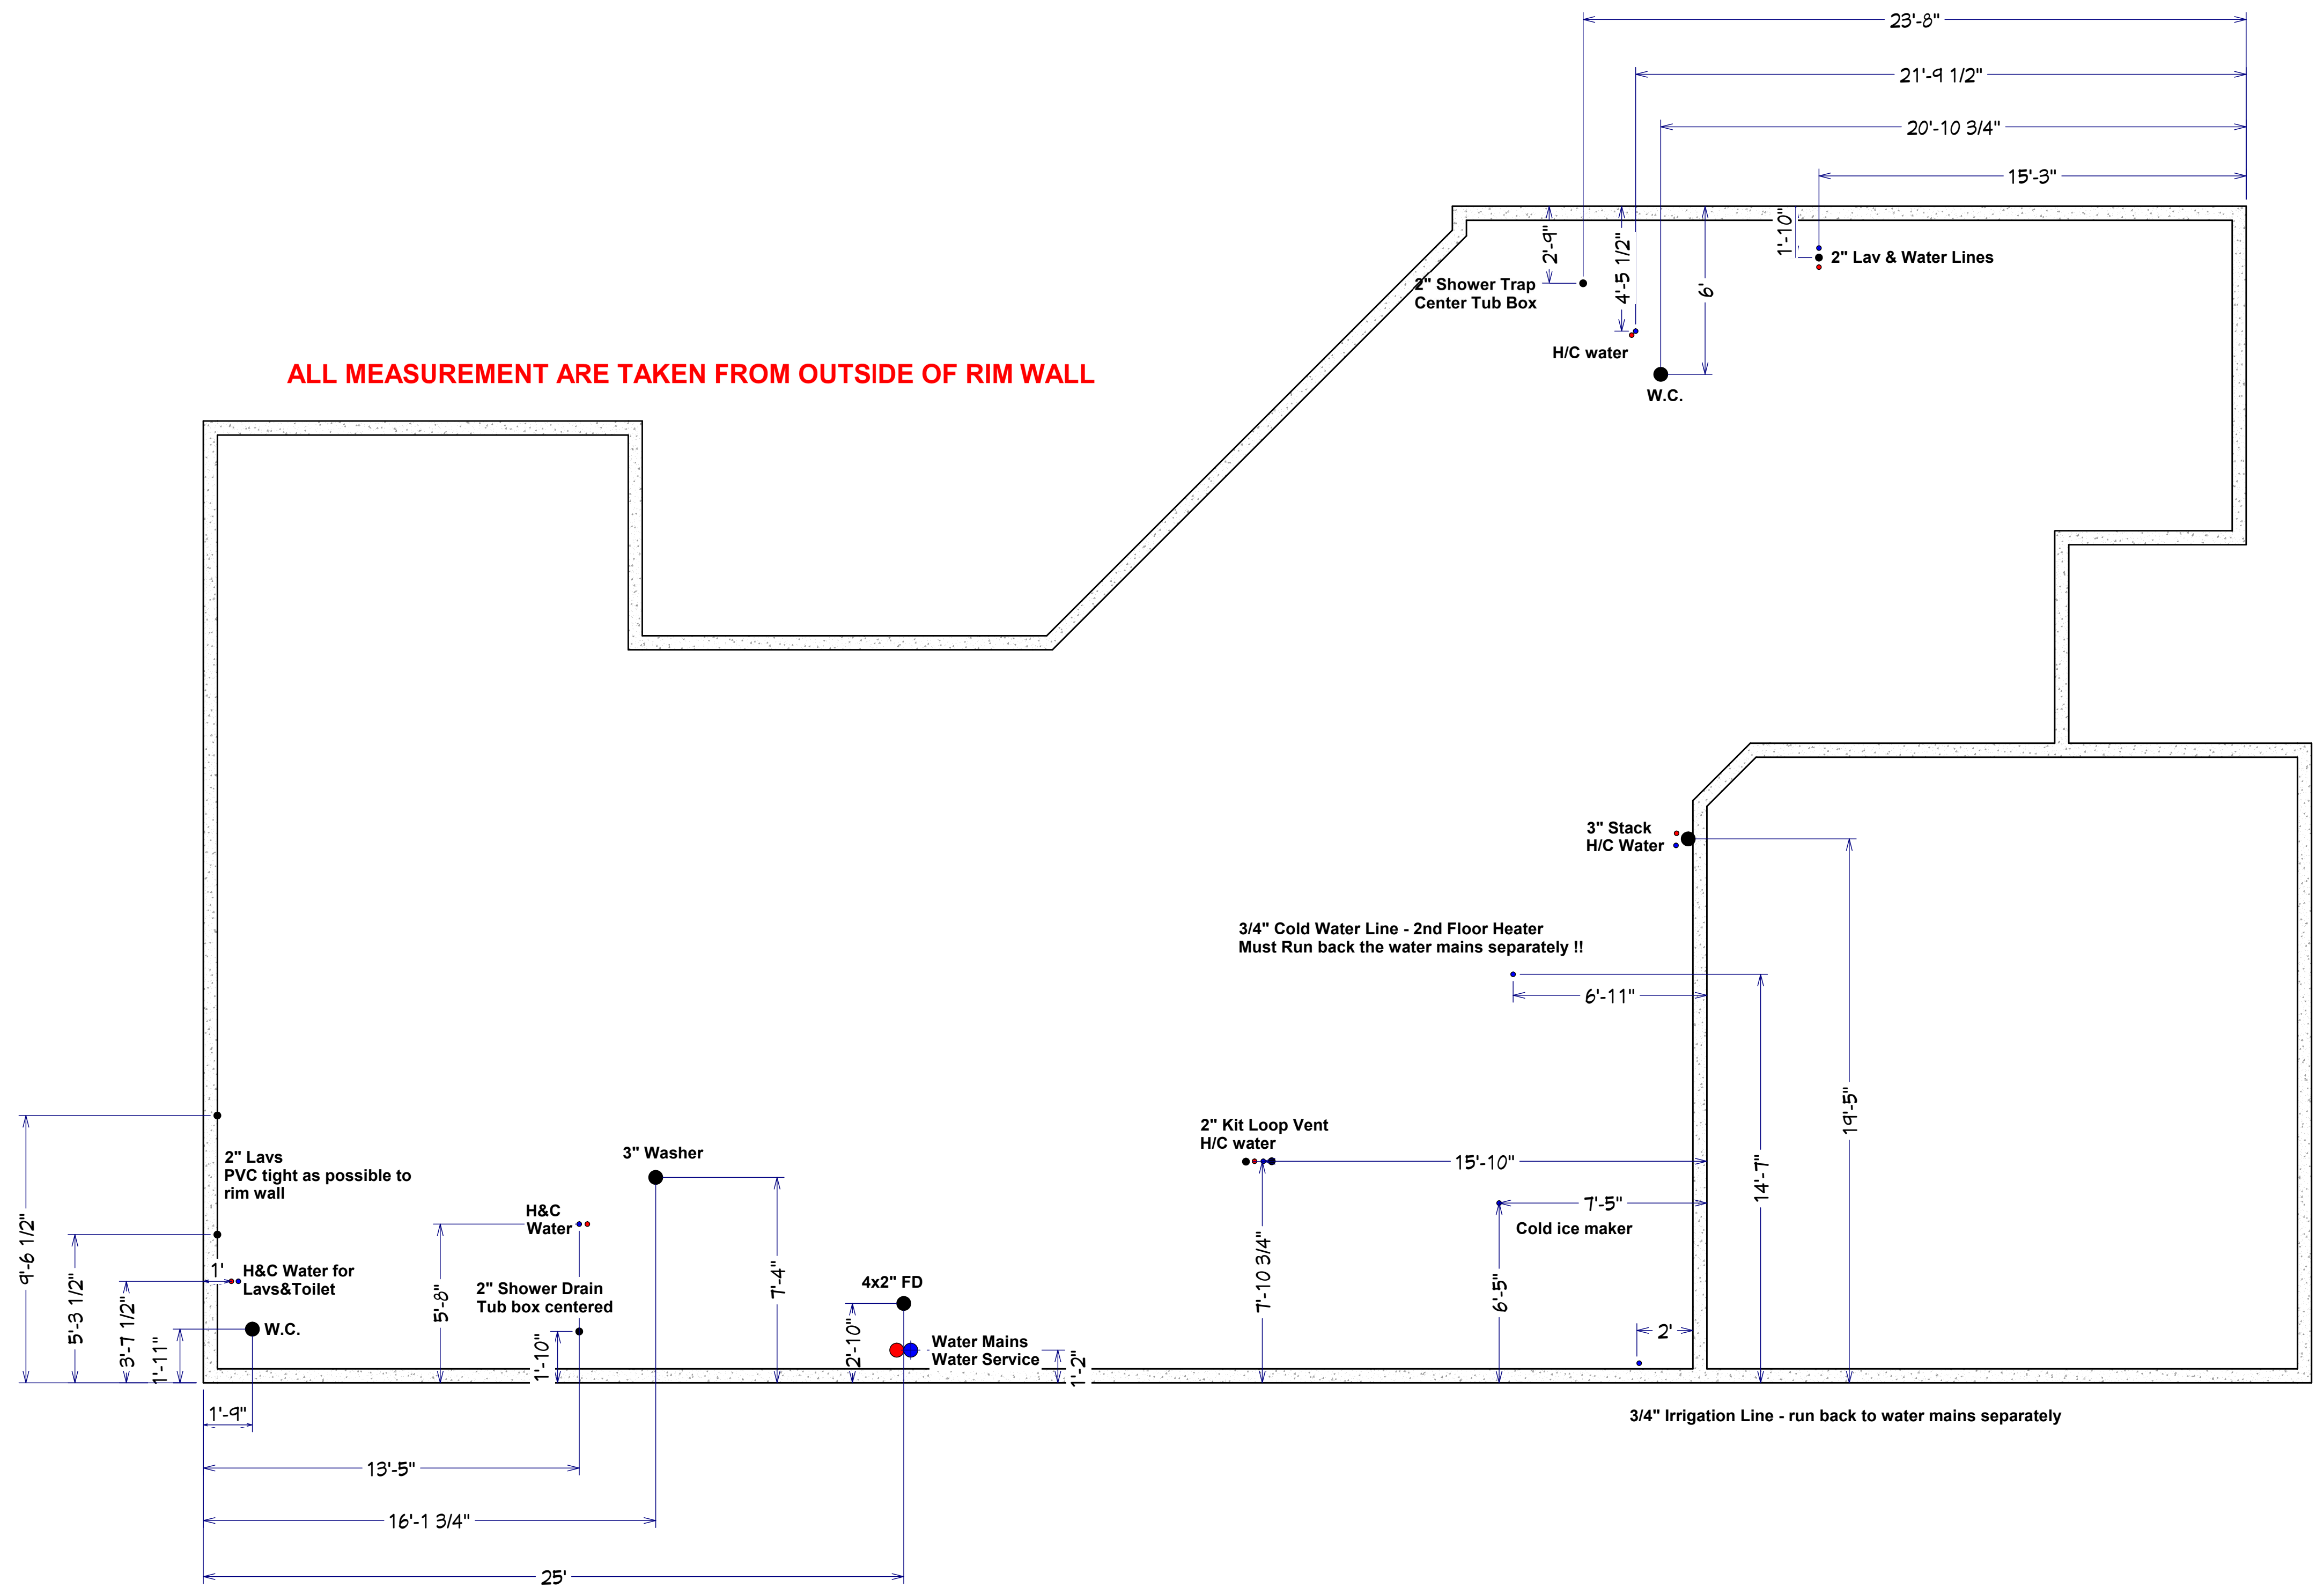 23'-8"
21'-9 1/2"
20'-10 3/4"
15'-3"
2'-9"
4'-5 1/2"
6'
1'-10"
2" Lav & Water Lines
2" Shower Trap
Center Tub Box
H/C water
W.C.
ALL MEASUREMENT ARE TAKEN FROM OUTSIDE OF RIM WALL
3" Stack
H/C Water
3/4" Cold Water Line - 2nd Floor Heater
Must Run back the water mains separately !!
6'-11"
19'-5"
14'-7"
2" Kit Loop Vent
H/C water
15'-10"
7'-5"
Cold ice maker
7'-10 3/4"
6'-5"
2'
2" Lavs
PVC tight as possible to
rim wall
3" Washer
H&C
Water
9'-6 1/2"
5'-3 1/2"
3'-7 1/2"
1'-11"
1'
H&C Water for
Lavs&Toilet
W.C.
5'-8"
2" Shower Drain
Tub box centered
1'-10"
7'-4"
4x2" FD
2'-10"
Water Mains
Water Service
1'-2"
1'-9"
3/4" Irrigation Line - run back to water mains separately
13'-5"
16'-1 3/4"
25'